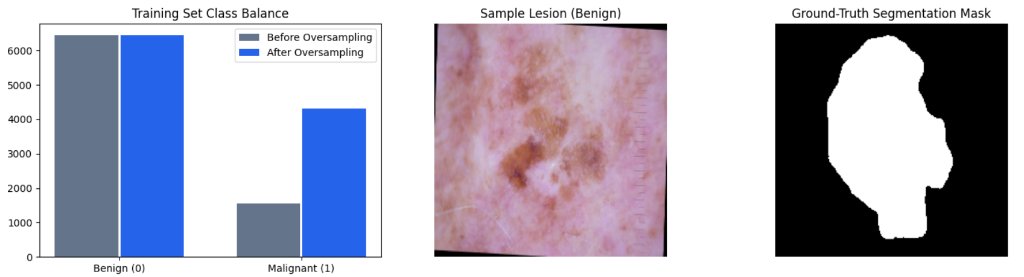 Training Set Class Balance
6000
5000
4000
3000
2000
1000
0
Before Oversampling
After Oversampling
Benign (0)
Malignant (1)
Sample Lesion (Benign)
Ground-Truth Segmentation Mask